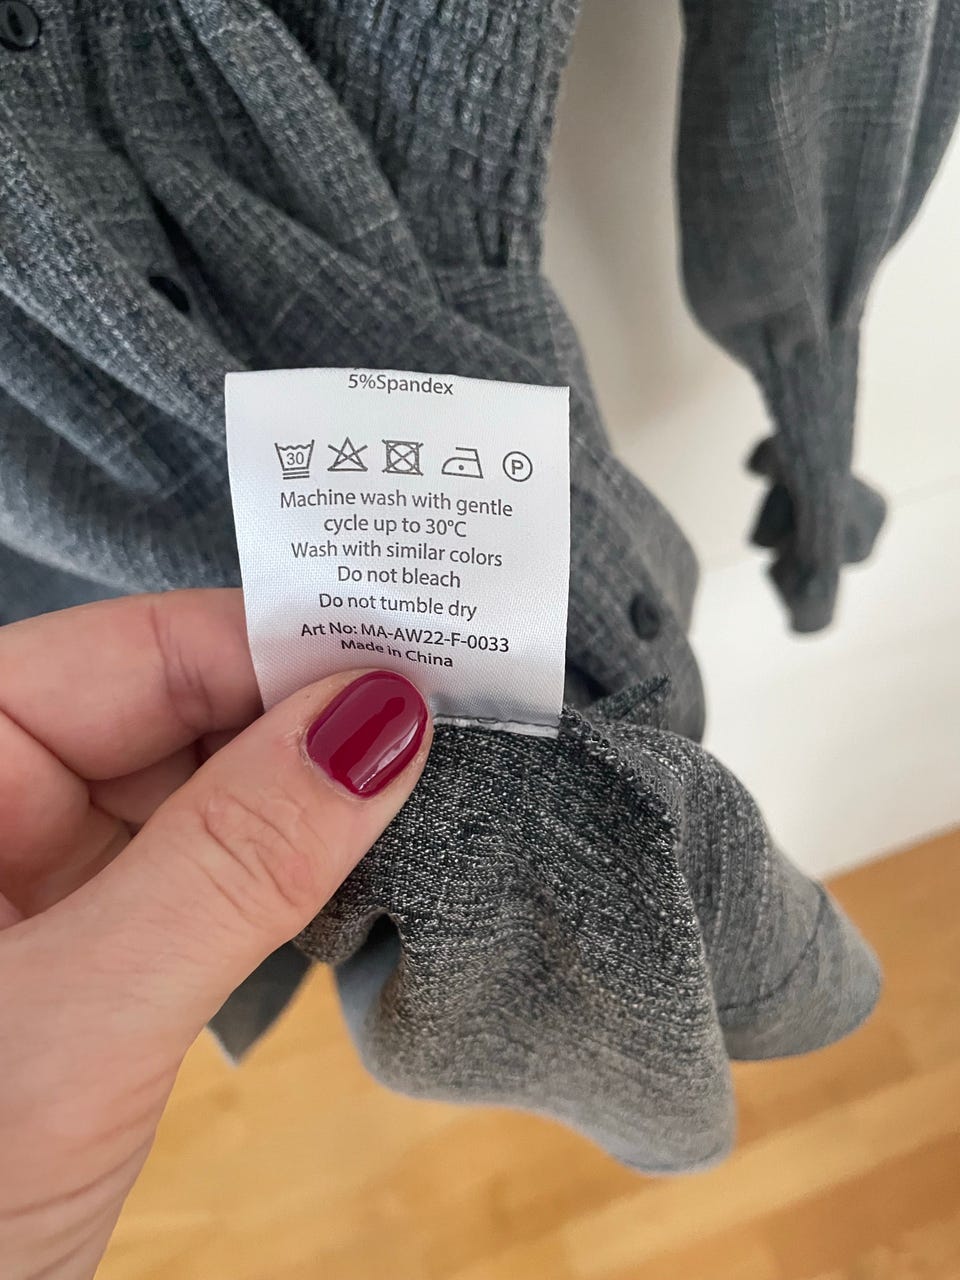 5%Spandex
30 P
Machine wash with gentle
cycle up to 30°C
Wash with similar colors
Do not bleach
Do not tumble dry
Art No: MA-AW22-F-0033
Made in China